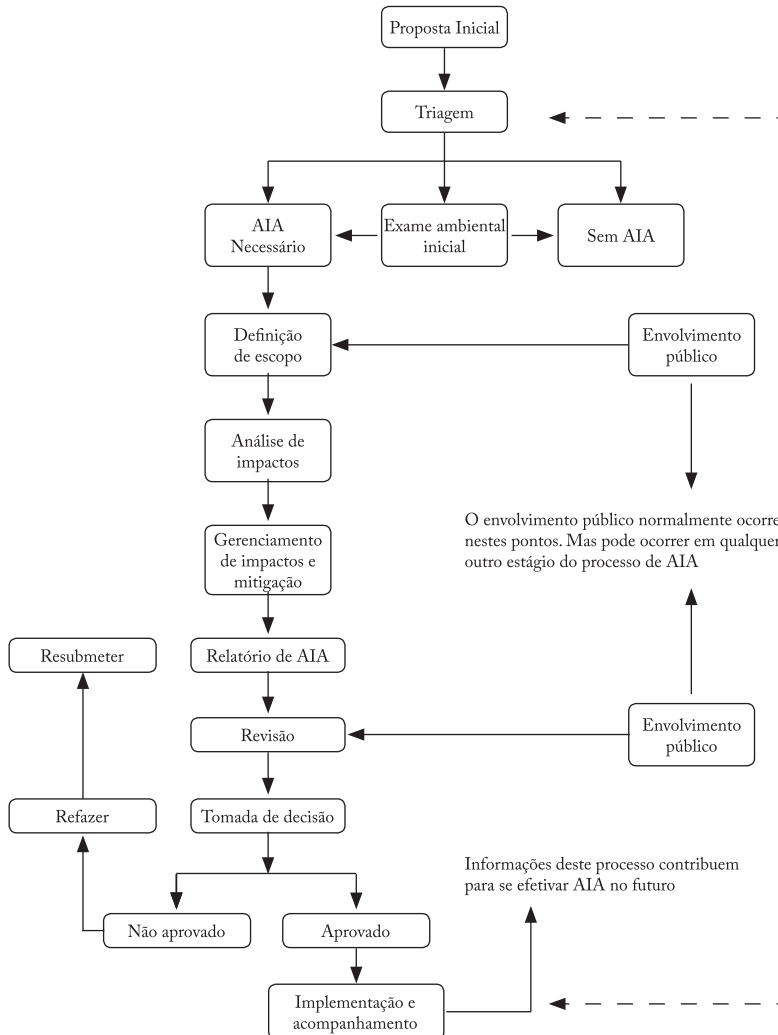 Proposta Inicial
Triagem
AIA
Necessário
Exame ambiental
inicial
Sem AIA
Definição
de escopo
Envolvimento
público
Análise de
impactos
O envolvimento público normalmente ocorre
nestes pontos. Mas pode ocorrer em qualquer
outro estágio do processo de AIA
Gerenciamento
de impactos e
mitigação
Resubmeter
Relatório de AIA
Revisão
Envolvimento
público
Refazer
Tomada de decisão
Informações deste processo contribuem
para se efetivar AIA no futuro
Não aprovado
Aprovado
Implementação e
acompanhamento